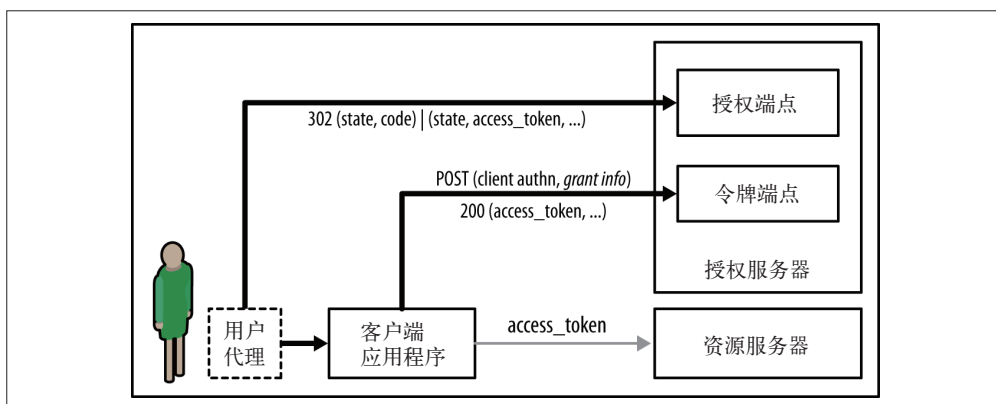 授权端点
302 (state, code) | (state, access_token, ...)
POST (client authn, grant info)
令牌端点
200 (access_token, ...)
授权服务器
用户
代理
客户端
应用程序
access_token
资源服务器